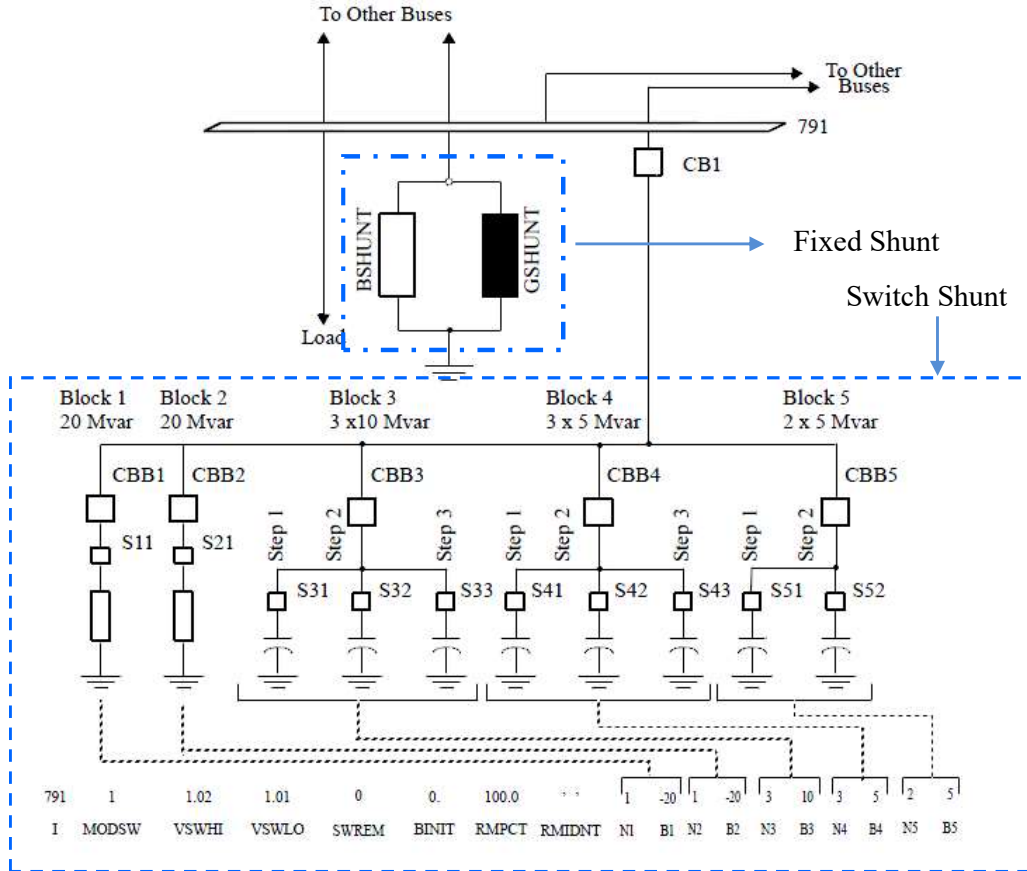 To Other Buses
To Other
Buses
791
CB1
BSHUNT
GSHUNT
Fixed Shunt
Switch Shunt
Load
Block 1
20 Mvar
Block 2
20 Mvar
Block 3
3 x10 Mvar
Block 4
3 x 5 Mvar
Block 5
2 x 5 Mvar
CBB1
CBB2
CBB3
CBB4
CBB5
Step 1
Step 2
Step 3
Step 1
Step 2
Step 3
Step 1
Step 2
S11
S21
S31
S32
S33
S41
S42
S43
S51
S52
791 1 1.02 1.01 0 0. 100.0 ' ' 1 -20 1 -20 3 10 3 5 2 5
I MODSW VSWHI VSWLO SWREM BINIT RMPCT RMIDNT N1 B1 N2 B2 N3 B3 N4 B4 N5 B5